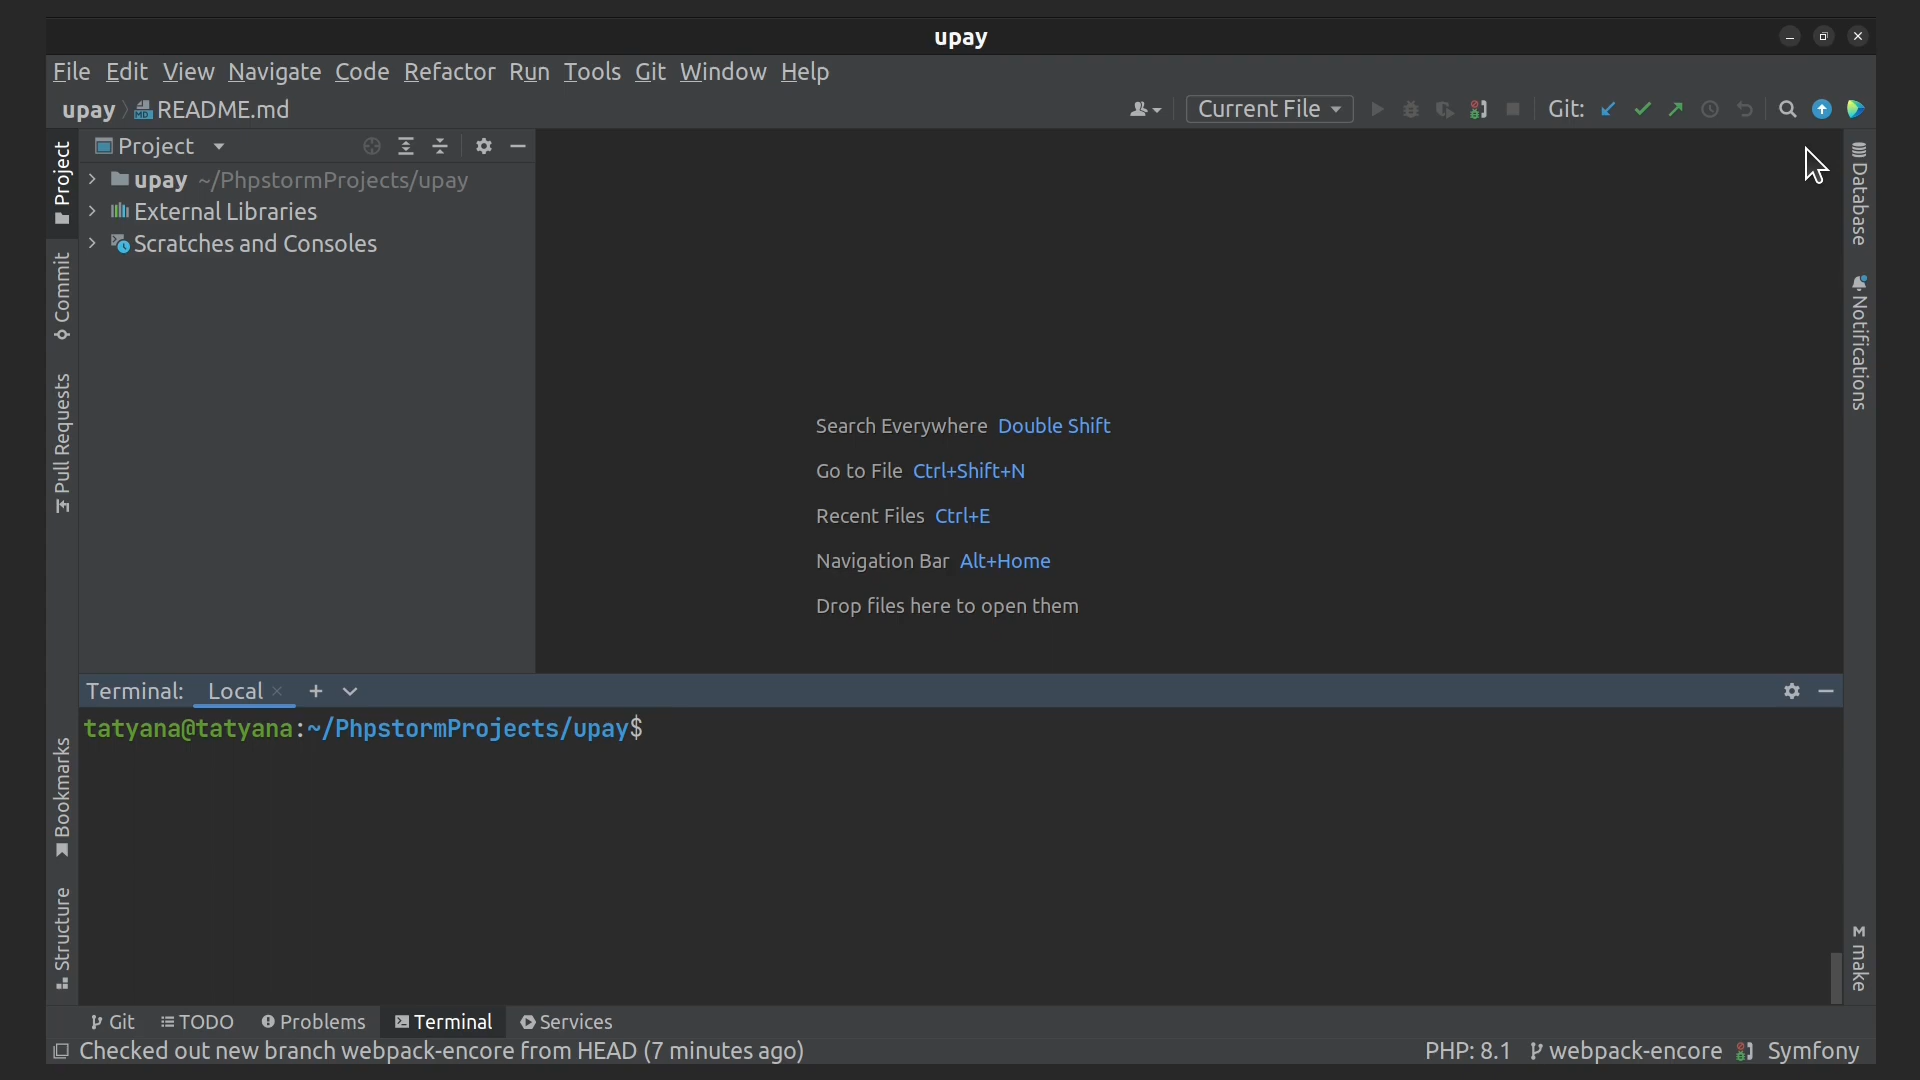 upay
File Edit View Navigate Code Refactor Run Tools Git Window Help
upay README.md Current File Git:
Project
upay ~/PhpstormProjects/upay
External Libraries
Scratches and Consoles
Project
Commit
Pull Requests
Bookmarks
Structure
Search Everywhere Double Shift
Go to File Ctrl+Shift+N
Recent Files Ctrl+E
Navigation Bar Alt+Home
Drop files here to open them
Database
Notifications
make
Terminal: Local
tatyana@tatyana:~/PhpstormProjects/upay$
Git TODO Problems Terminal Services
Checked out new branch webpack-encore from HEAD (7 minutes ago) PHP: 8.1 webpack-encore Symfony